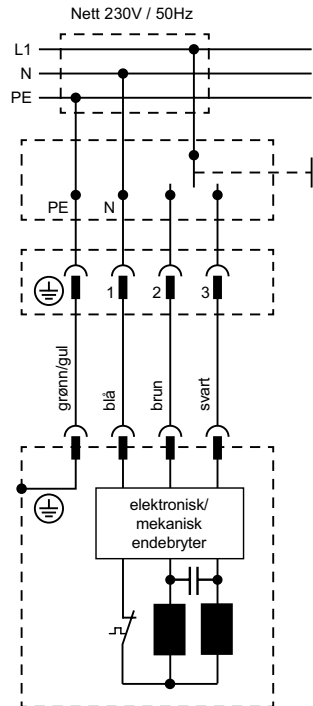 Nett 230V / 50Hz
L1
N
PE
PE N
1 2 3
grønn/gul
blå
brun
svart
elektronisk/
mekanisk
endebryter